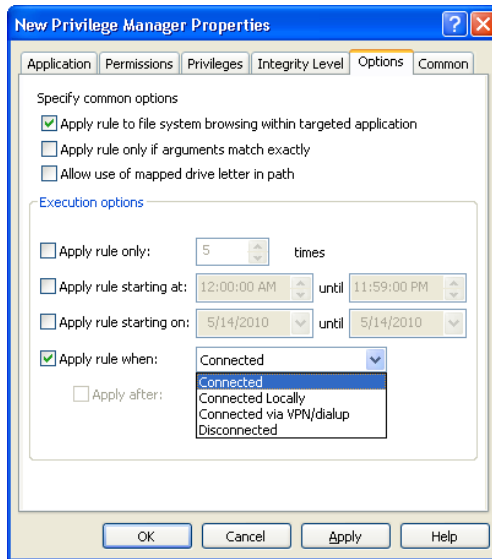 New Privilege Manager Properties
Application Permissions Privileges Integrity Level Options Common
Specify common options
Apply rule to file system browsing within targeted application
Apply rule only if arguments match exactly
Allow use of mapped drive letter in path
Execution options
Apply rule only: 5 times
Apply rule starting at: 12:00:00 AM until 11:59:00 PM
Apply rule starting on: 5/14/2010 until 5/14/2010
Apply rule when: Connected
Connected
Apply after: Connected Locally
Connected via VPN/dialup
Disconnected
OK Cancel Apply Help